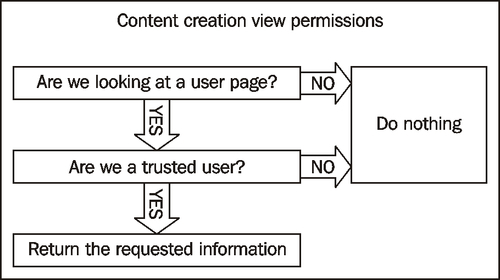 Content creation view permissions
Are we looking at a user page?
NO
Do nothing
YES
Are we a trusted user?
NO
YES
Return the requested information